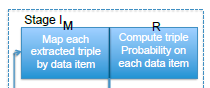 Stage I
M
R
Map each
extracted triple
by data item
Compute triple
Probability on
each data item